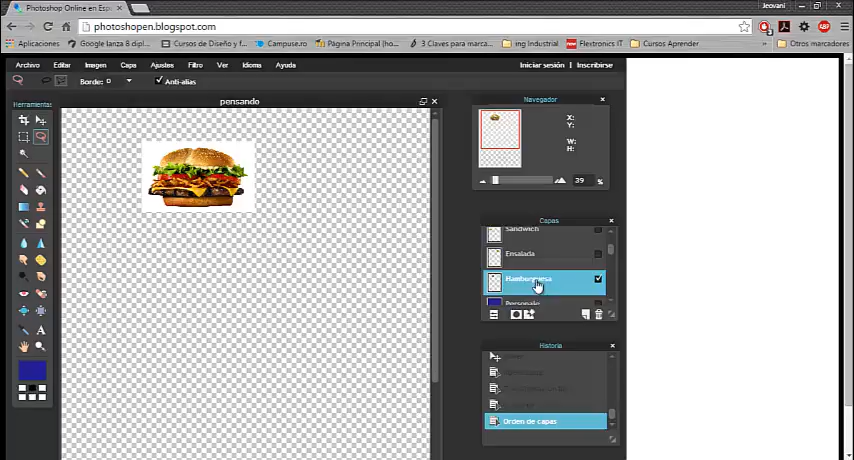 Photoshop Online en Esp
Jeovani
photoshopen.blogspot.com
Aplicaciones
Google lanza 8 dipl...
Cursos de Diseño y f...
Campuse.ro
Página Principal (ho...
3 Claves para marca...
ing Industrial
Flextronics IT
Cursos Aprender
»
Otros marcadores
Archivo Editar Imagen Capa Ajustes Filtro Ver Idioma Ayuda
Iniciar sesión Inscribirse
Borde: 0
Anti-alias
Herramientas
pensando
Navegador
X:
Y:
W:
H:
39 %
Capas
Sandwich
Ensalada
Hamburguesa
Personaje
Historia
Orden de capas